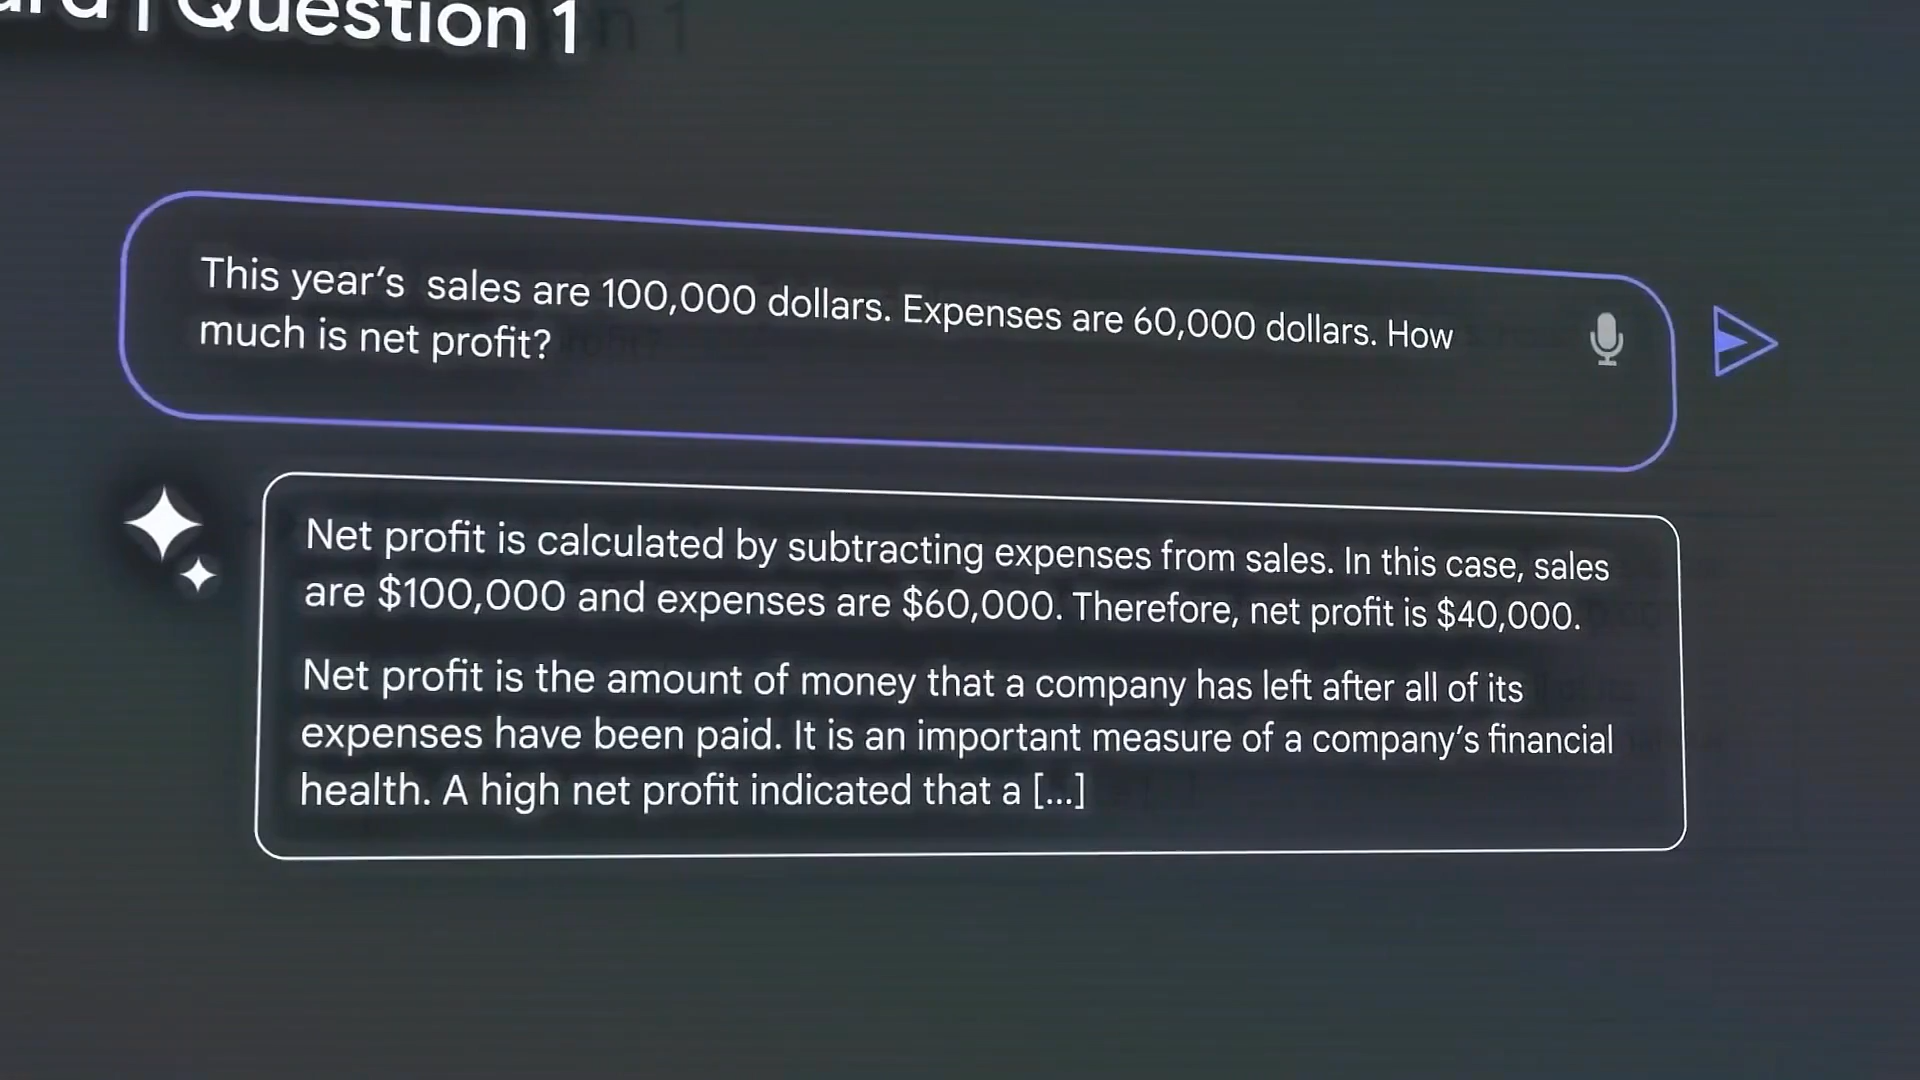 Question 1
This year's sales are 100,000 dollars. Expenses are 60,000 dollars. How
much is net profit?
Net profit is calculated by subtracting expenses from sales. In this case, sales
are $100,000 and expenses are $60,000. Therefore, net profit is $40,000.
Net profit is the amount of money that a company has left after all of its
expenses have been paid. It is an important measure of a company's financial
health. A high net profit indicated that a [...]